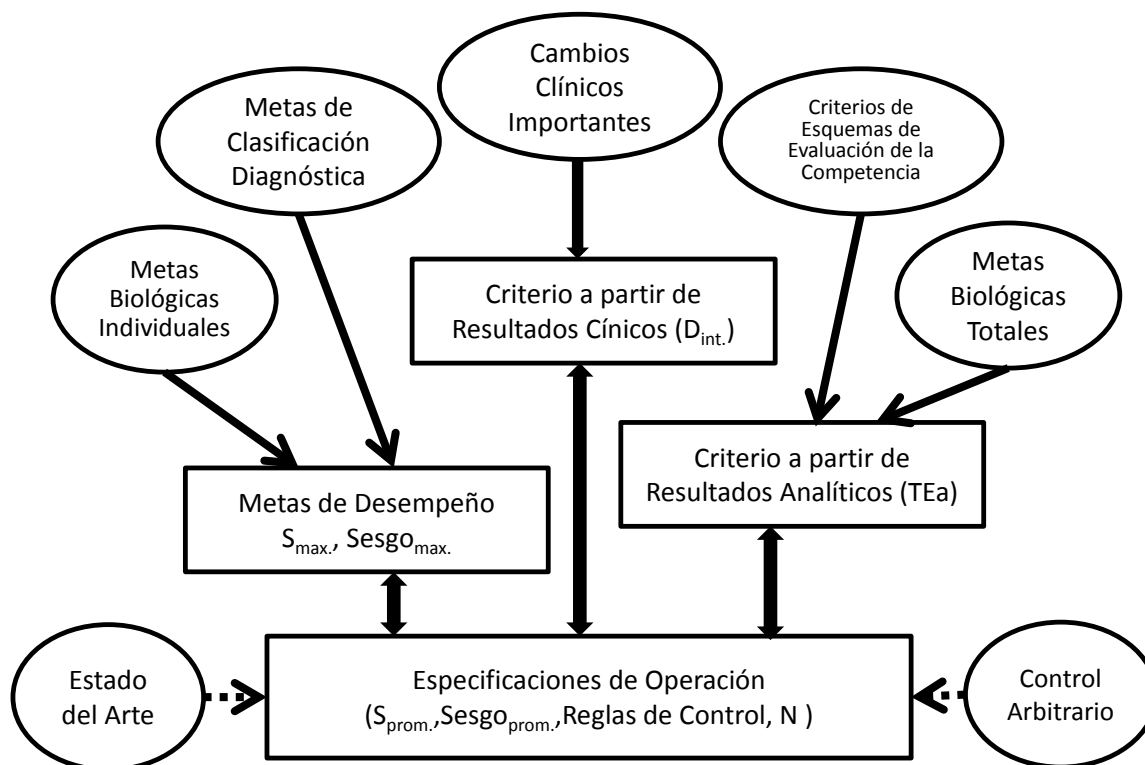 Cambios
Clínicos
Importantes
Metas de
Clasificación
Diagnóstica
Criterios de
Esquemas de
Evaluación de la
Competencia
Metas
Biológicas
Individuales
Metas
Biológicas
Totales
Criterio a partir de
Resultados Cínicos (Dint.)
Criterio a partir de
Resultados Analíticos (TEa)
Metas de Desempeño
Smax., Sesgomax.
Estado
del Arte
Especificaciones de Operación
(Sprom.,Sesgoprom.,Reglas de Control, N )
Control
Arbitrario